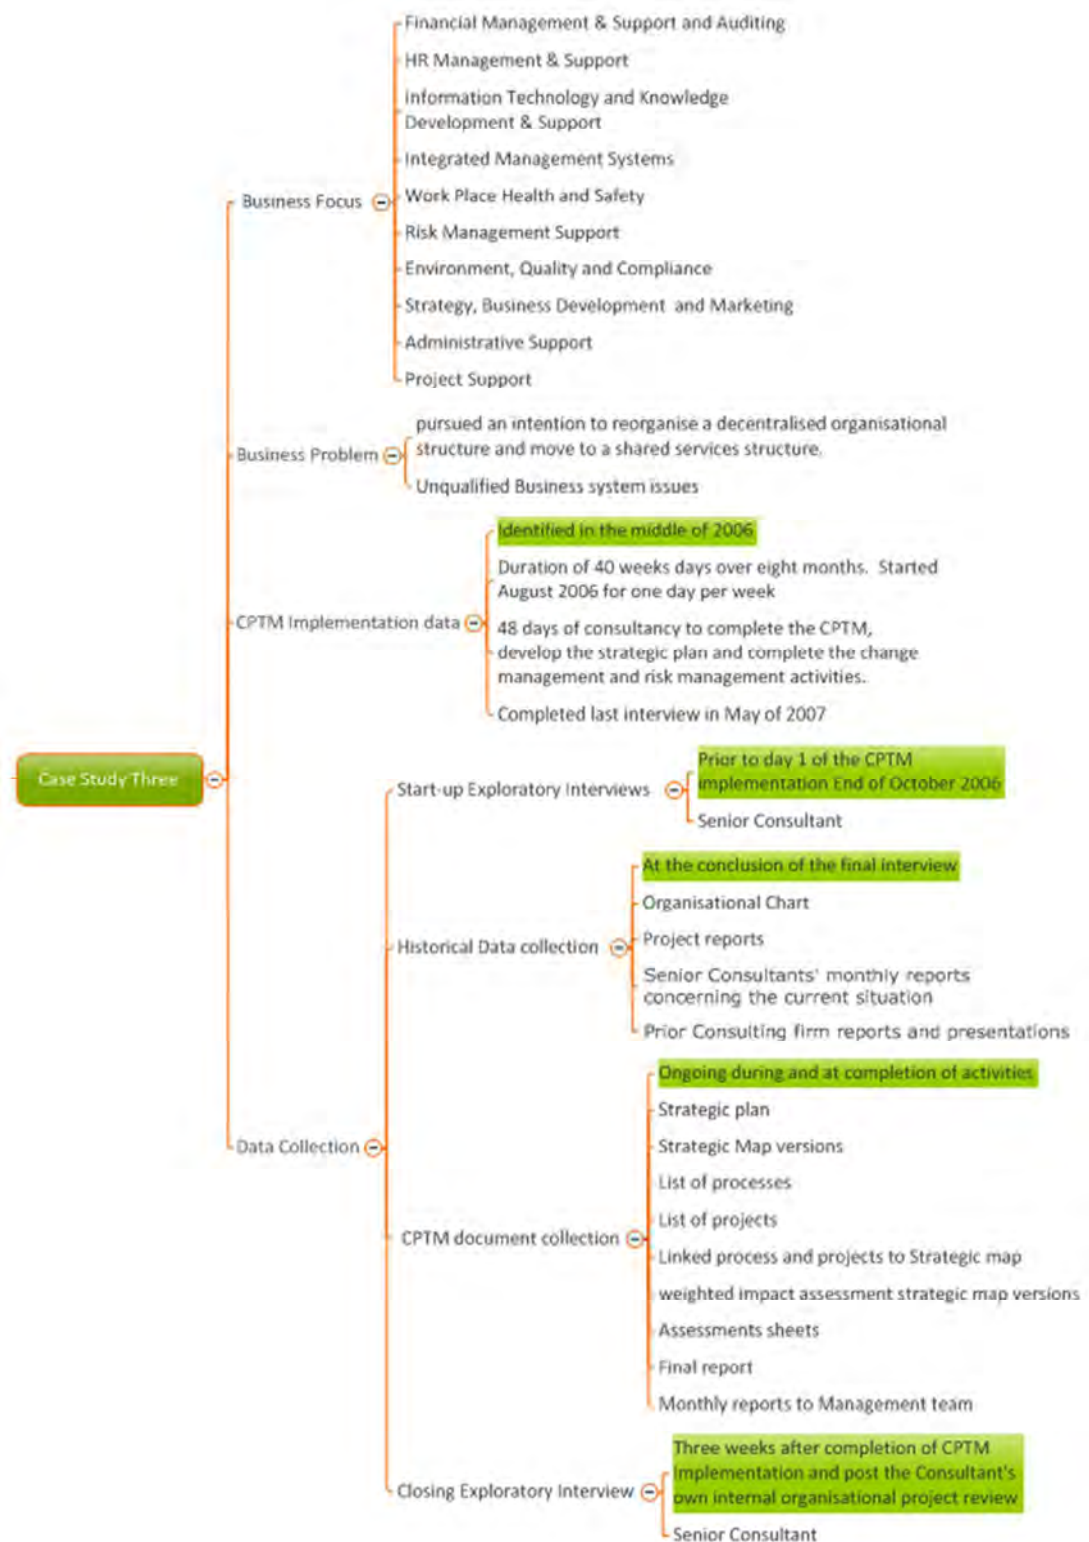 Financial Management & Support and Auditing
HR Management & Support
Information Technology and Knowledge
Development & Support
Integrated Management Systems
Business Focus
Work Place Health and Safety
Risk Management Support
Environment, Quality and Compliance
Strategy, Business Development and Marketing
Administrative Support
Project Support
pursued an intention to reorganise a decentralised organisational
structure and move to a shared services structure.
Business Problem
Unqualified Business system issues
Identified in the middle of 2006
Duration of 40 weeks days over eight months. Started
August 2006 for one day per week
CPTM Implementation data
48 days of consultancy to complete the CPTM,
develop the strategic plan and complete the change
management and risk management activities.
Completed last interview in May of 2007
Case Study Three
Prior to day 1 of the CPTM
implementation End of October 2006
Start-up Exploratory Interviews
Senior Consultant
At the conclusion of the final interview
Organisational Chart
Historical Data collection
Project reports
Senior Consultants' monthly reports
concerning the current situation
Prior Consulting firm reports and presentations
Data Collection
Ongoing during and at completion of activities
Strategic plan
Strategic Map versions
List of processes
List of projects
CPTM document collection
Linked process and projects to Strategic map
weighted impact assessment strategic map versions
Assessments sheets
Final report
Monthly reports to Management team
Three weeks after completion of CPTM
Implementation and post the Consultant's
own internal organisational project review
Closing Exploratory Interview
Senior Consultant